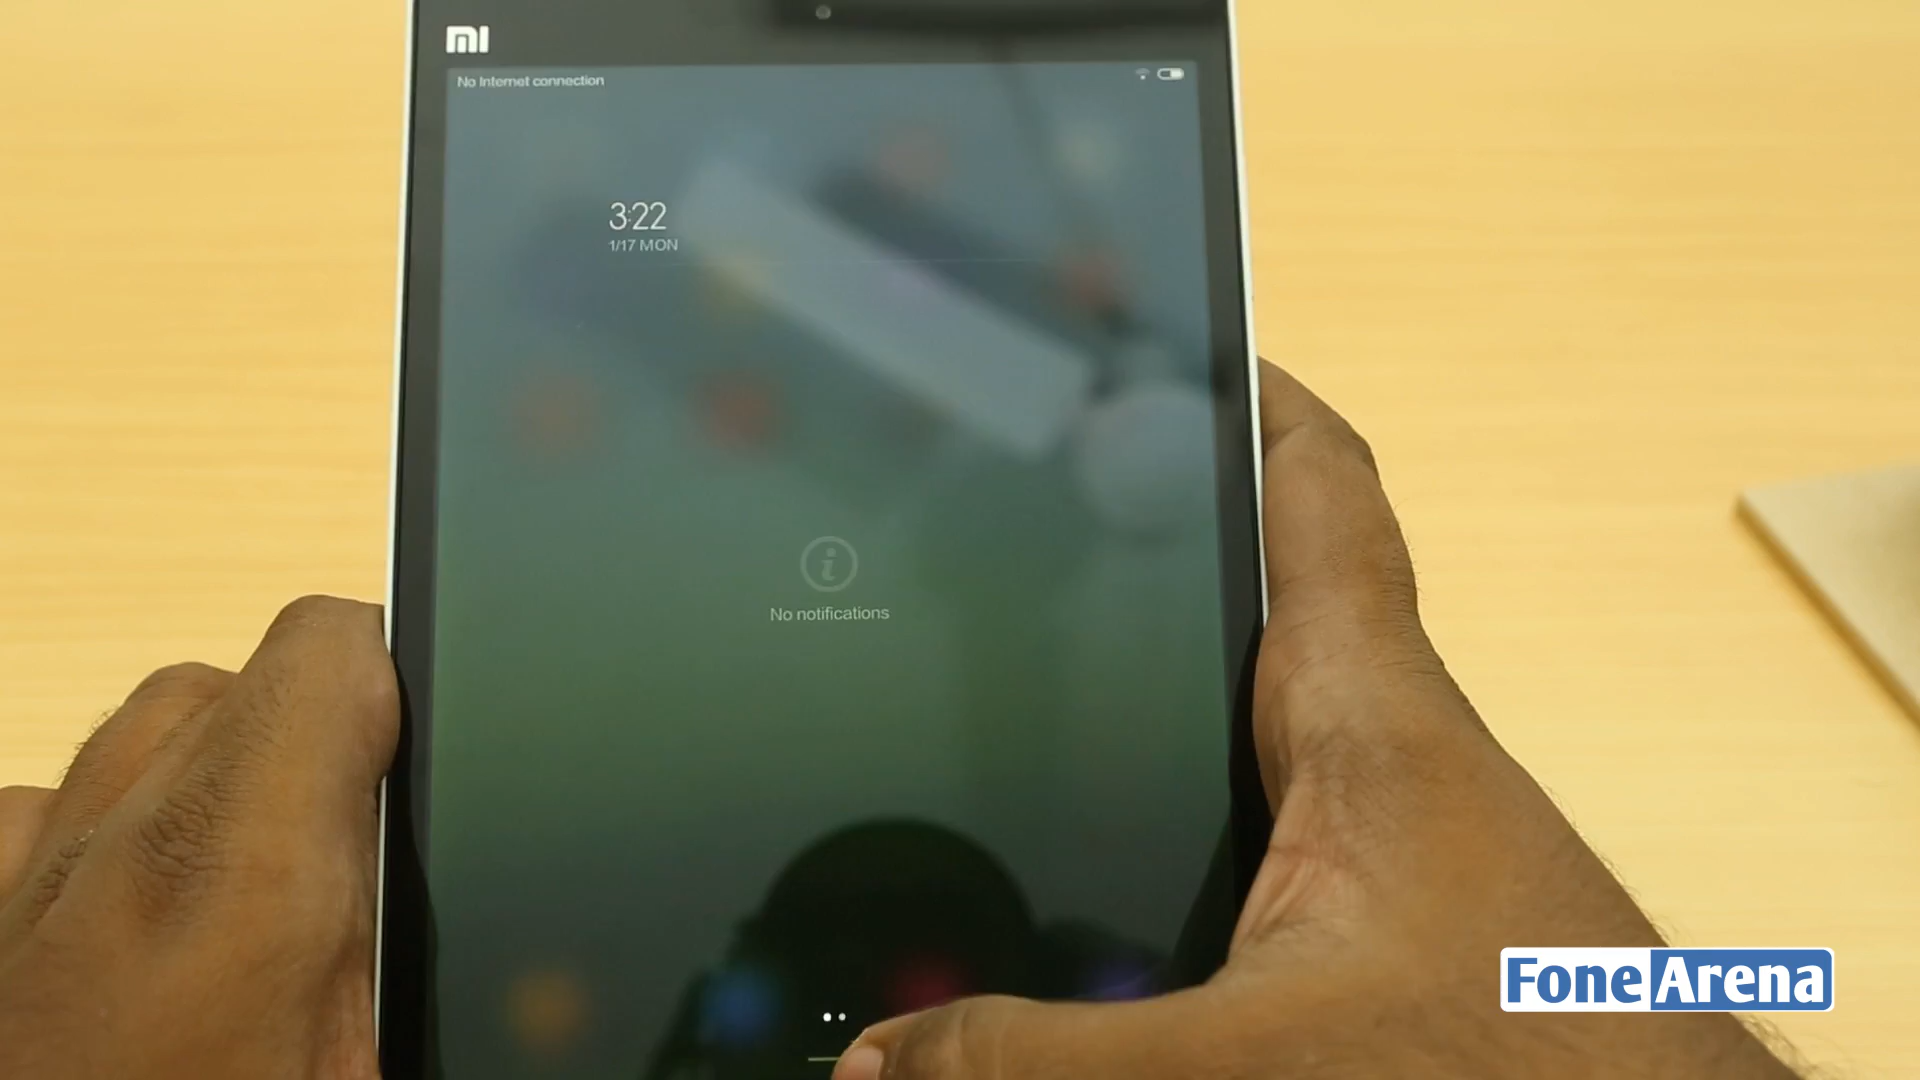 mi
No Internet connection
3:22
1/17 MON
No notifications
FoneArena